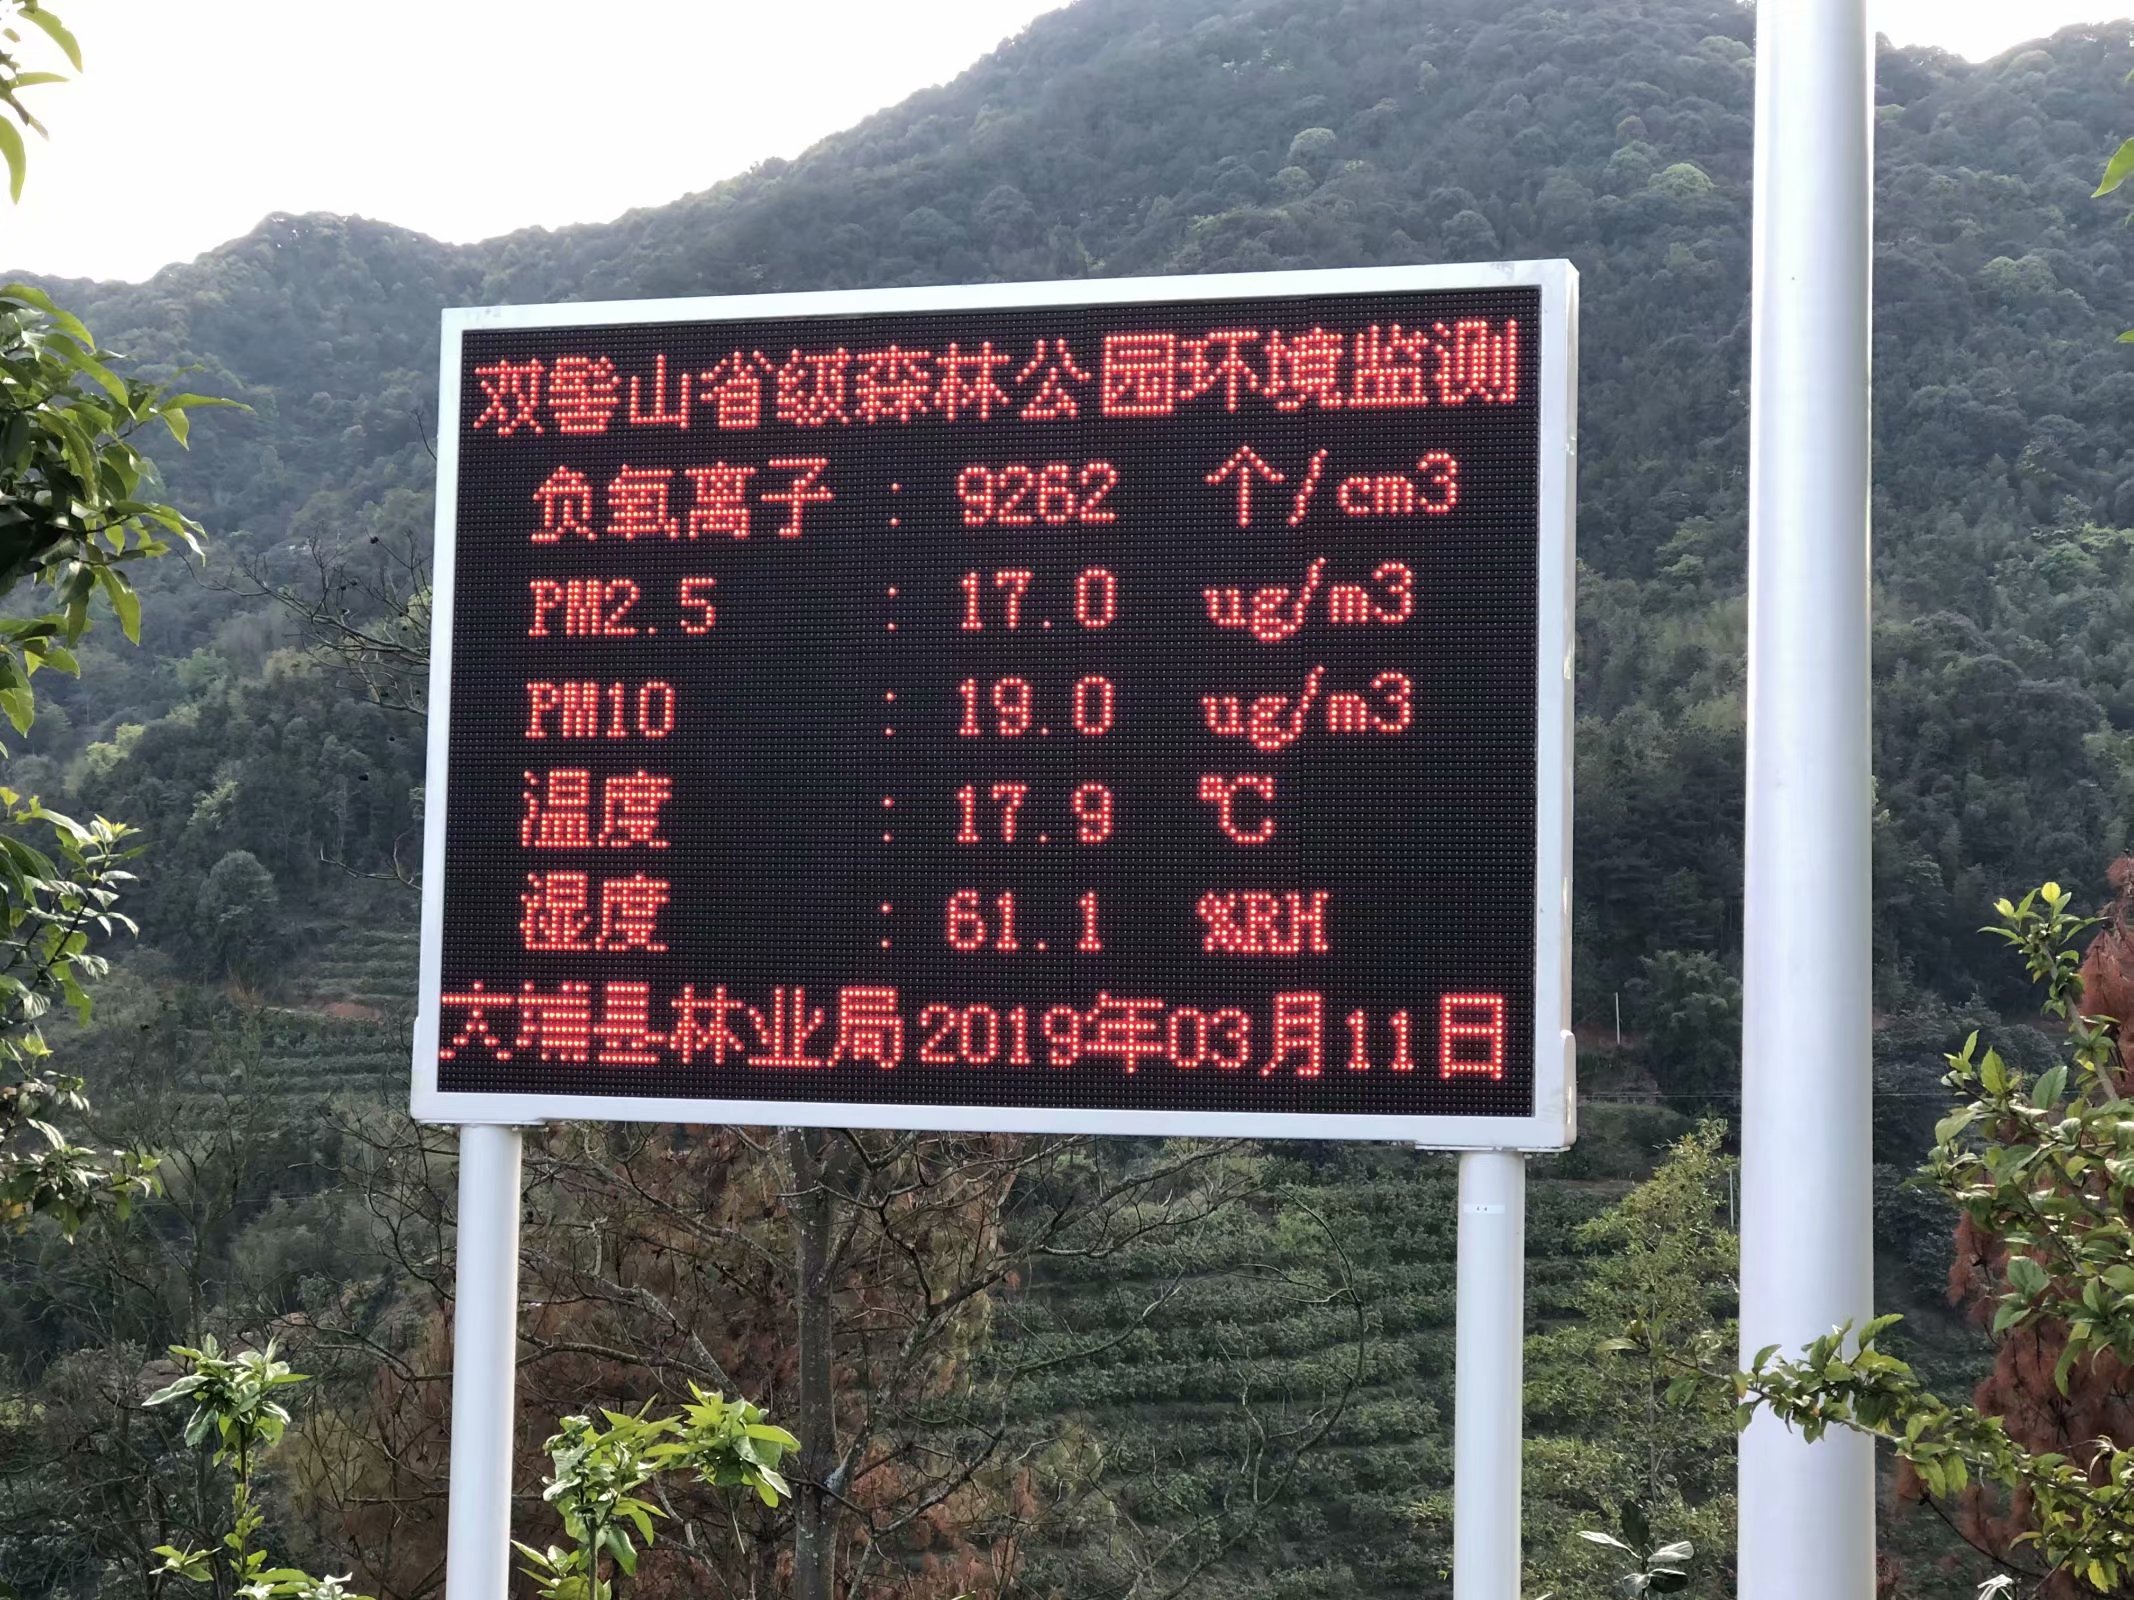 双髻山省级森林公园环境监测
负氧离子 : 9262 个/cm3
PM2.5 : 17.0 ug/m3
PM10 : 19.0 ug/m3
温度 : 17.9 ℃
湿度 : 61.1 %RH
大埔县林业局2019年03月11日